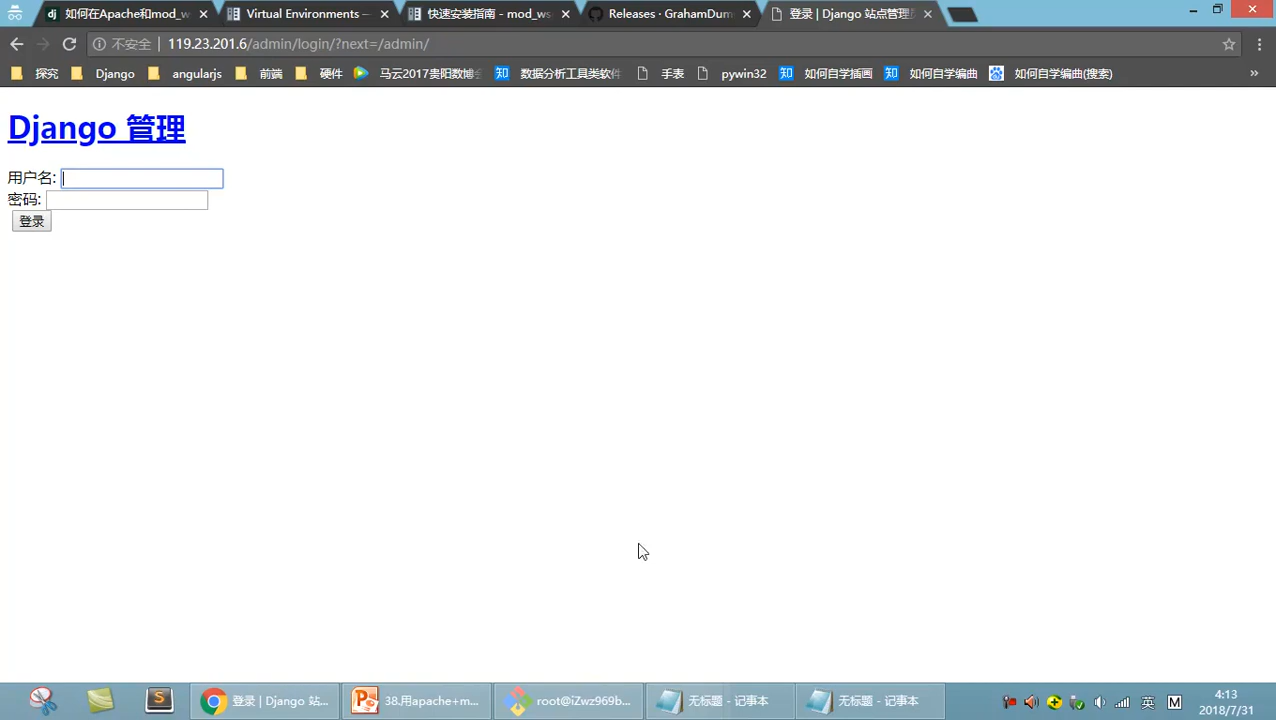 如何在Apache和mod_w
Virtual Environments —
快速安装指南 - mod_ws
Releases · GrahamDum
登录 | Django 站点管理
不安全
119.23.201.6/admin/login/?next=/admin/
探究
Django
angularjs
前端
硬件
马云2017贵阳数博会
知
数据分析工具类软件
手表
pywin32
知
如何自学插画
知
如何自学编曲
如何自学编曲(搜索)
»
Django 管理
用户名:
密码:
登录
登录 | Django 站...
38.用apache+m...
root@iZwz969b...
无标题 - 记事本
无标题 - 记事本
英
M
4:13
2018/7/31